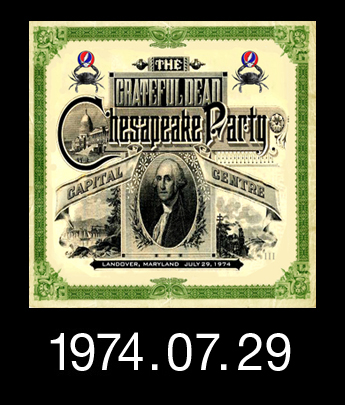 THE
GRATEFUL DEAD
Chesapeake Party
CAPITAL CENTRE
LANDOVER, MARYLAND JULY 29, 1974
1974.07.29